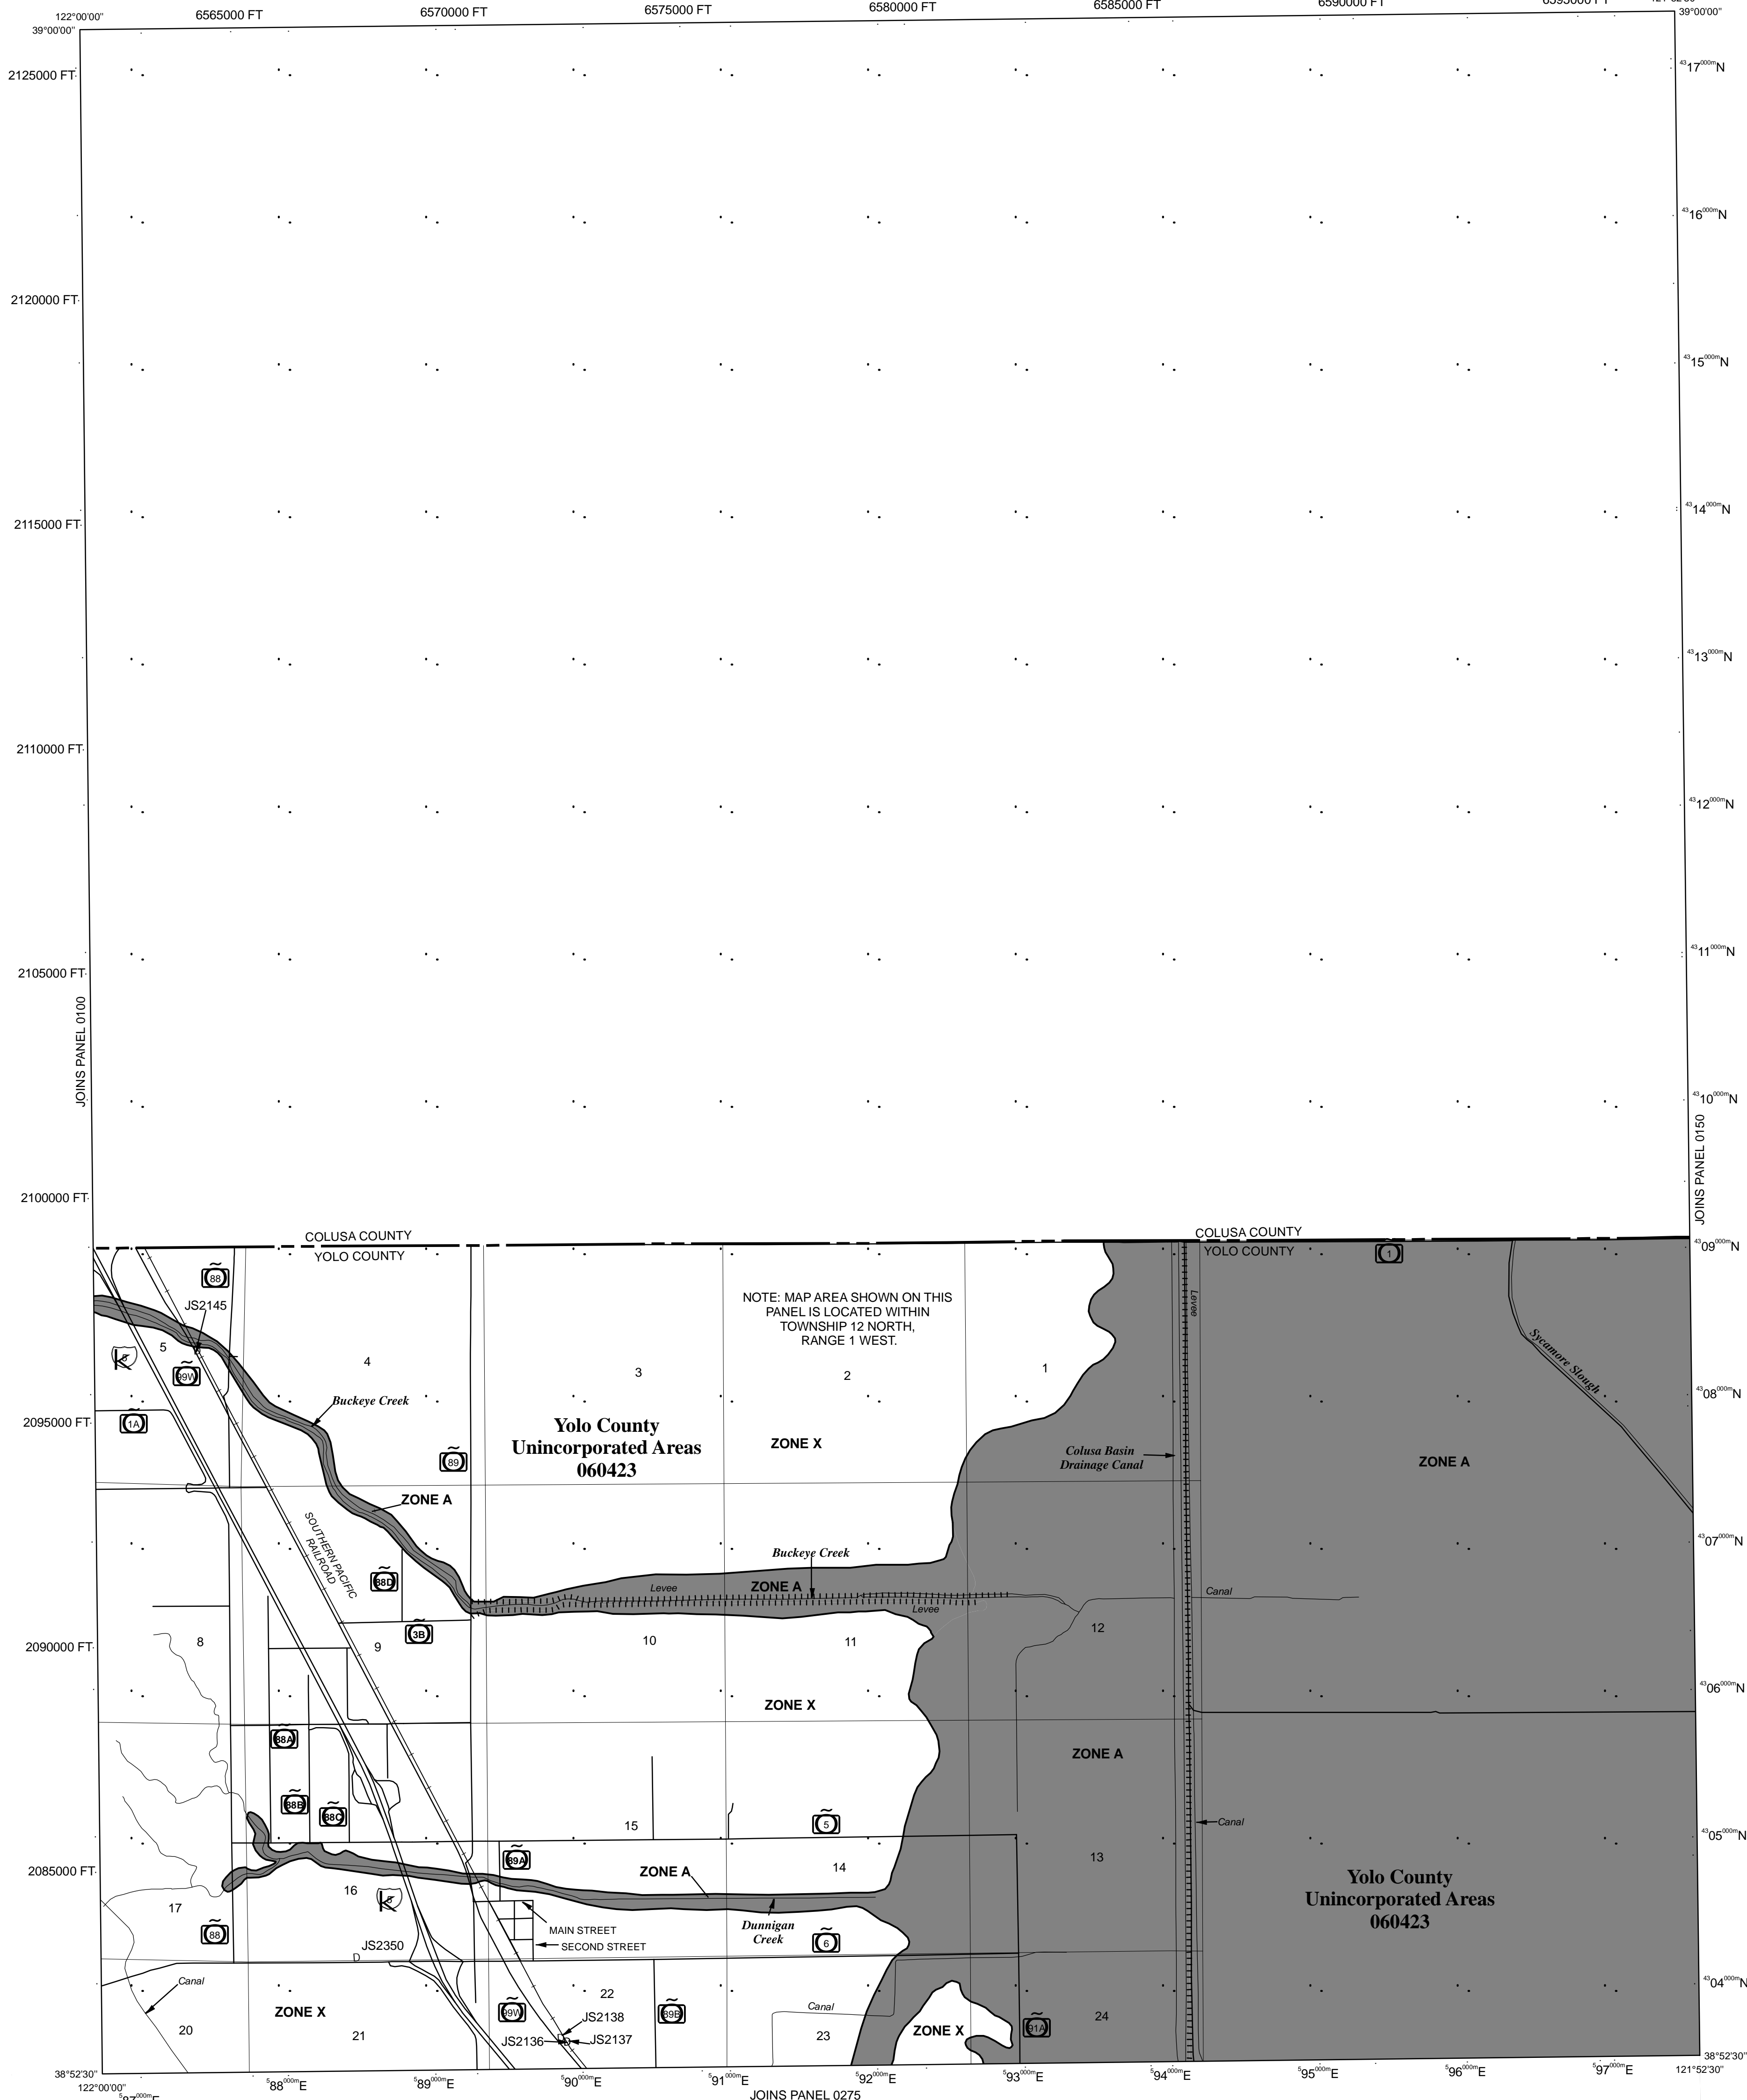 122°00'00"
6565000 FT
6570000 FT
6575000 FT
6580000 FT
6585000 FT
6590000 FT
39°00'00"
39°00'00"
2125000 FT
4317000mN
4316000mN
2120000 FT
4315000mN
2115000 FT
4314000mN
4313000mN
2110000 FT
4312000mN
4311000mN
2105000 FT
JOINS PANEL 0100
4310000mN
JOINS PANEL 0150
2100000 FT
COLUSA COUNTY
YOLO COUNTY
COLUSA COUNTY
YOLO COUNTY
4309000mN
1
88
JS2145
NOTE: MAP AREA SHOWN ON THIS
PANEL IS LOCATED WITHIN
TOWNSHIP 12 NORTH,
RANGE 1 WEST.
Levee
5
5
99W
4
3
2
1
Sycamore Slough
4308000mN
Buckeye Creek
2095000 FT
1A
89
Yolo County
Unincorporated Areas
060423
ZONE X
Colusa Basin
Drainage Canal
ZONE A
ZONE A
SOUTHERN PACIFIC
RAILROAD
4307000mN
Buckeye Creek
88D
Levee
ZONE A
Levee
Canal
3B
2090000 FT
8
9
10
11
12
4306000mN
ZONE X
88A
ZONE A
88B
88C
15
5
Canal
4305000mN
2085000 FT
89A
ZONE A
14
13
16
5
17
Yolo County
Unincorporated Areas
060423
88
MAIN STREET
SECOND STREET
Dunnigan
Creek
6
JS2350
D
Canal
4304000mN
ZONE X
99W
22
JS2138
JS2136
JS2137
89B
Canal
20
21
23
ZONE X
91A
24
38°52'30"
122°00'00"
588000mE
589000mE
590000mE
591000mE
592000mE
593000mE
594000mE
595000mE
596000mE
597000mE
38°52'30"
121°52'30"
JOINS PANEL 0275